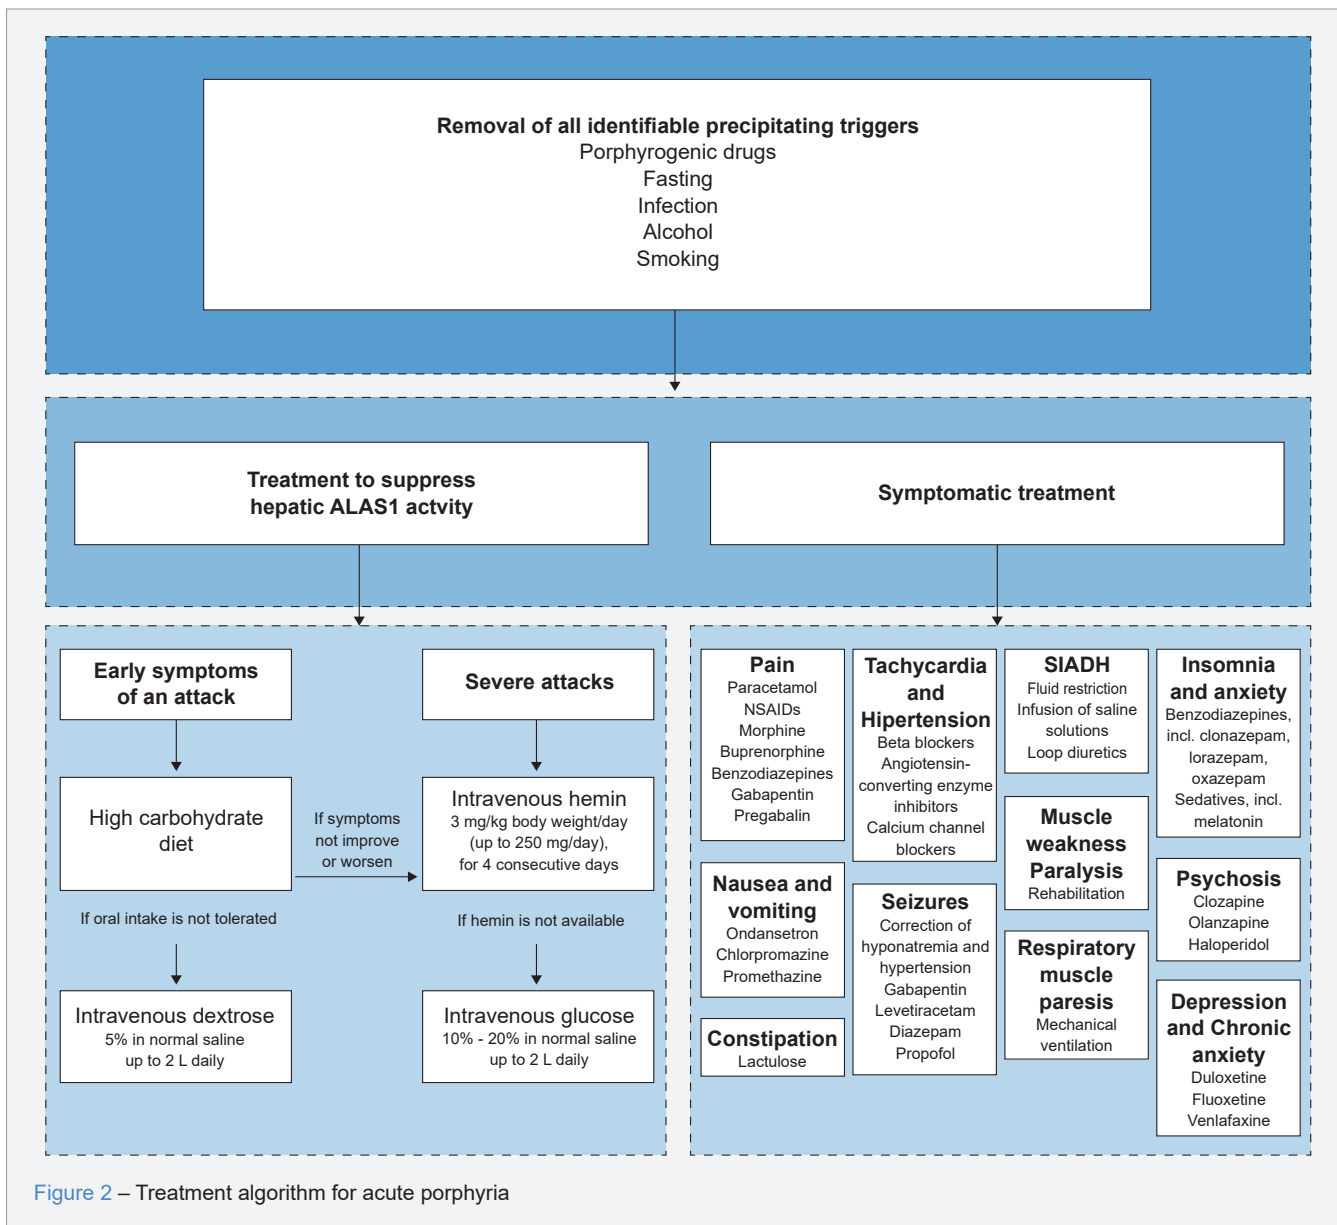 Removal of all identifiable precipitating triggers
Porphyrogenic drugs
Fasting
Infection
Alcohol
Smoking
Treatment to suppress
hepatic ALAS1 actvity
Symptomatic treatment
Early symptoms
of an attack
High carbohydrate
diet
If oral intake is not tolerated
Intravenous dextrose
5% in normal saline
up to 2 L daily
If symptoms
not improve
or worsen
Severe attacks
Intravenous hemin
3 mg/kg body weight/day
(up to 250 mg/day),
for 4 consecutive days
If hemin is not available
Intravenous glucose
10% - 20% in normal saline
up to 2 L daily
Pain
Paracetamol
NSAIDs
Morphine
Buprenorphine
Benzodiazepines
Gabapentin
Pregabalin
Nausea and
vomiting
Ondansetron
Chlorpromazine
Promethazine
Constipation
Lactulose
Tachycardia
and
Hipertension
Beta blockers
Angiotensin-
converting enzyme
inhibitors
Calcium channel
blockers
Seizures
Correction of
hyponatremia and
hypertension
Gabapentin
Levetiracetam
Diazepam
Propofol
SIADH
Fluid restriction
Infusion of saline
solutions
Loop diuretics
Muscle
weakness
Paralysis
Rehabilitation
Respiratory
muscle
paresis
Mechanical
ventilation
Insomnia
and anxiety
Benzodiazepines,
incl. clonazepam,
lorazepam,
oxazepam
Sedatives, incl.
melatonin
Psychosis
Clozapine
Olanzapine
Haloperidol
Depression
and Chronic
anxiety
Duloxetine
Fluoxetine
Venlafaxine
Figure 2 – Treatment algorithm for acute porphyria